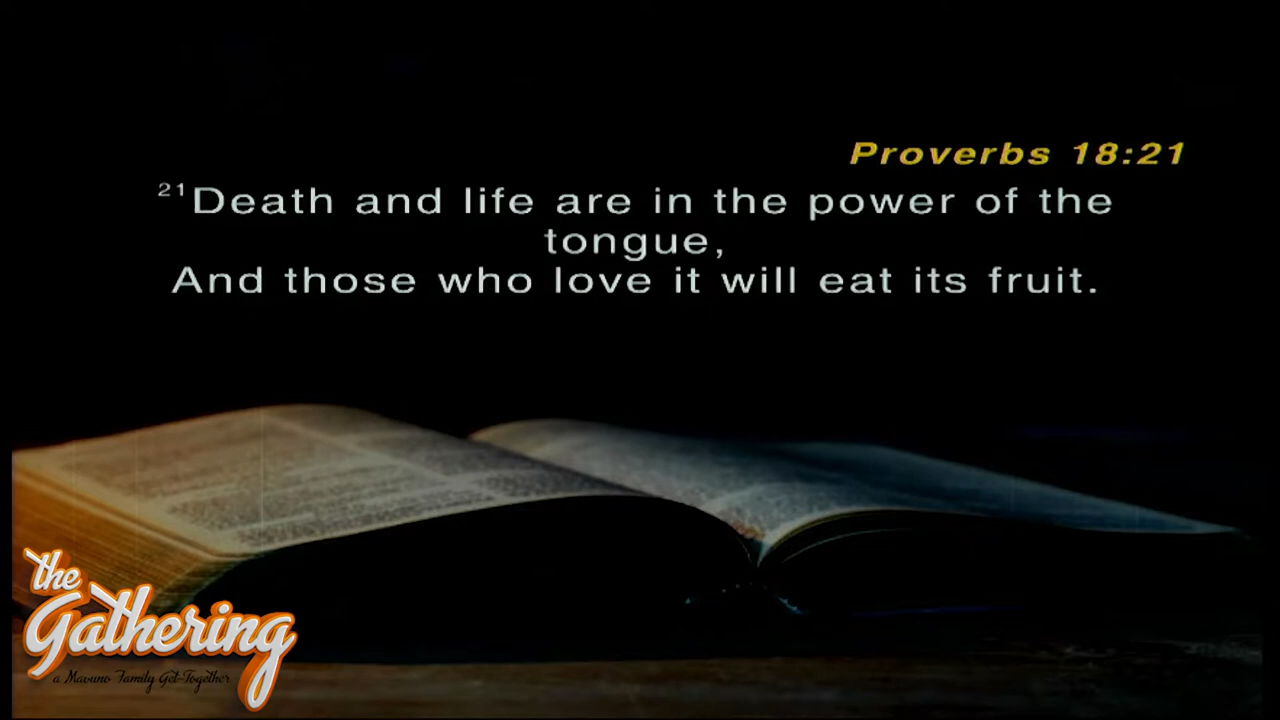 Proverbs 18:21
21Death and life are in the power of the
tongue,
And those who love it will eat its fruit.
the
Gathering
a Mavuno Family Get-Together